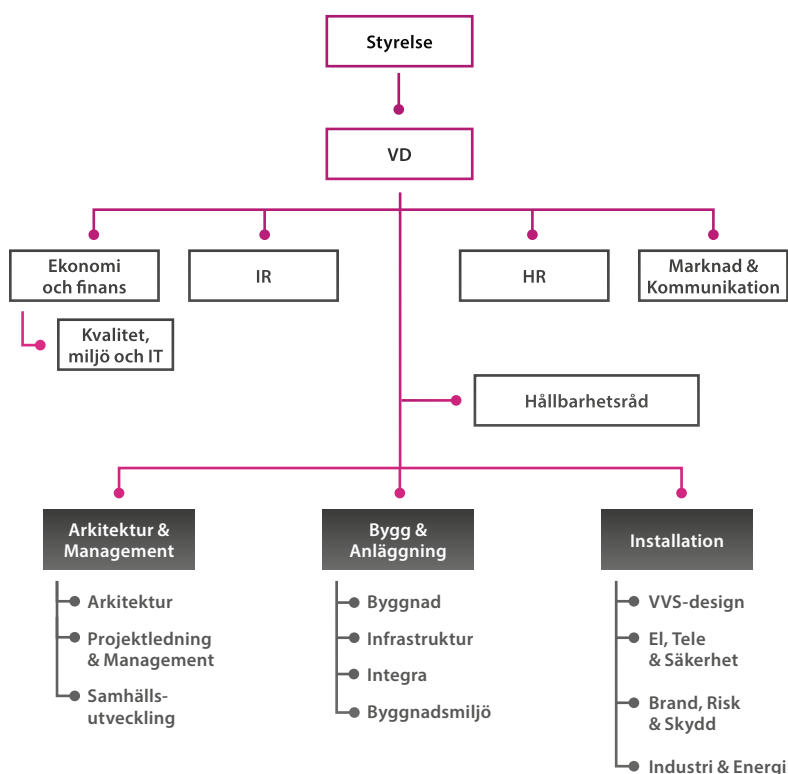 Styrelse
VD
Ekonomi
och finans
IR
HR
Marknad &
Kommunikation
Kvalitet,
miljö och IT
Hållbarhetsråd
Arkitektur &
Management
Arkitektur
Projektledning
& Management
Samhälls-
utveckling
Bygg &
Anläggning
Byggnad
Infrastruktur
Integra
Byggnadsmiljö
Installation
VVS-design
El, Tele
& Säkerhet
Brand, Risk
& Skydd
Industri & Energi